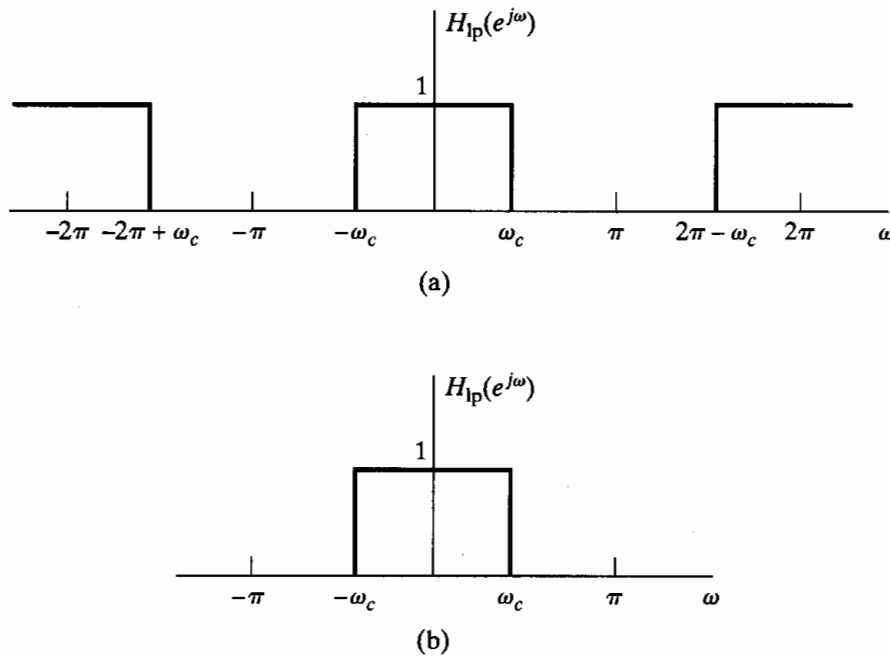 H_lp(e^{jω})
1
−2π −2π + ω_c −π −ω_c ω_c π 2π − ω_c 2π ω
(a)
H_lp(e^{jω})
1
−π −ω_c ω_c π ω
(b)